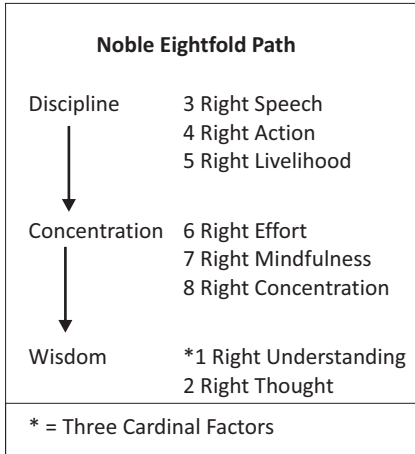 Noble Eightfold Path
Discipline 3 Right Speech
4 Right Action
5 Right Livelihood
Concentration 6 Right Effort
7 Right Mindfulness
8 Right Concentration
Wisdom *1 Right Understanding
2 Right Thought
* = Three Cardinal Factors